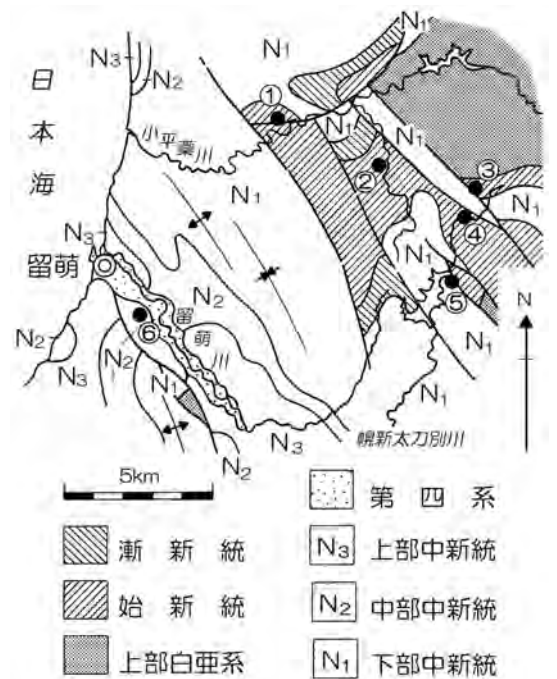 日本海
N₃
N₂
N₁
N₁
①
小平蘂川
N₁
N₁
②
③
N₁
④
N₁
N₁
⑤
N₁
N
N₁
N₃
留萌
N₂
留萌川
⑥
N₂
N₃
N₂
N₁
N₂
N₃
幌新太刀別川
5km
第四系
漸新統
N₃ 上部中新統
始新統
N₂ 中部中新統
上部白亜系
N₁ 下部中新統